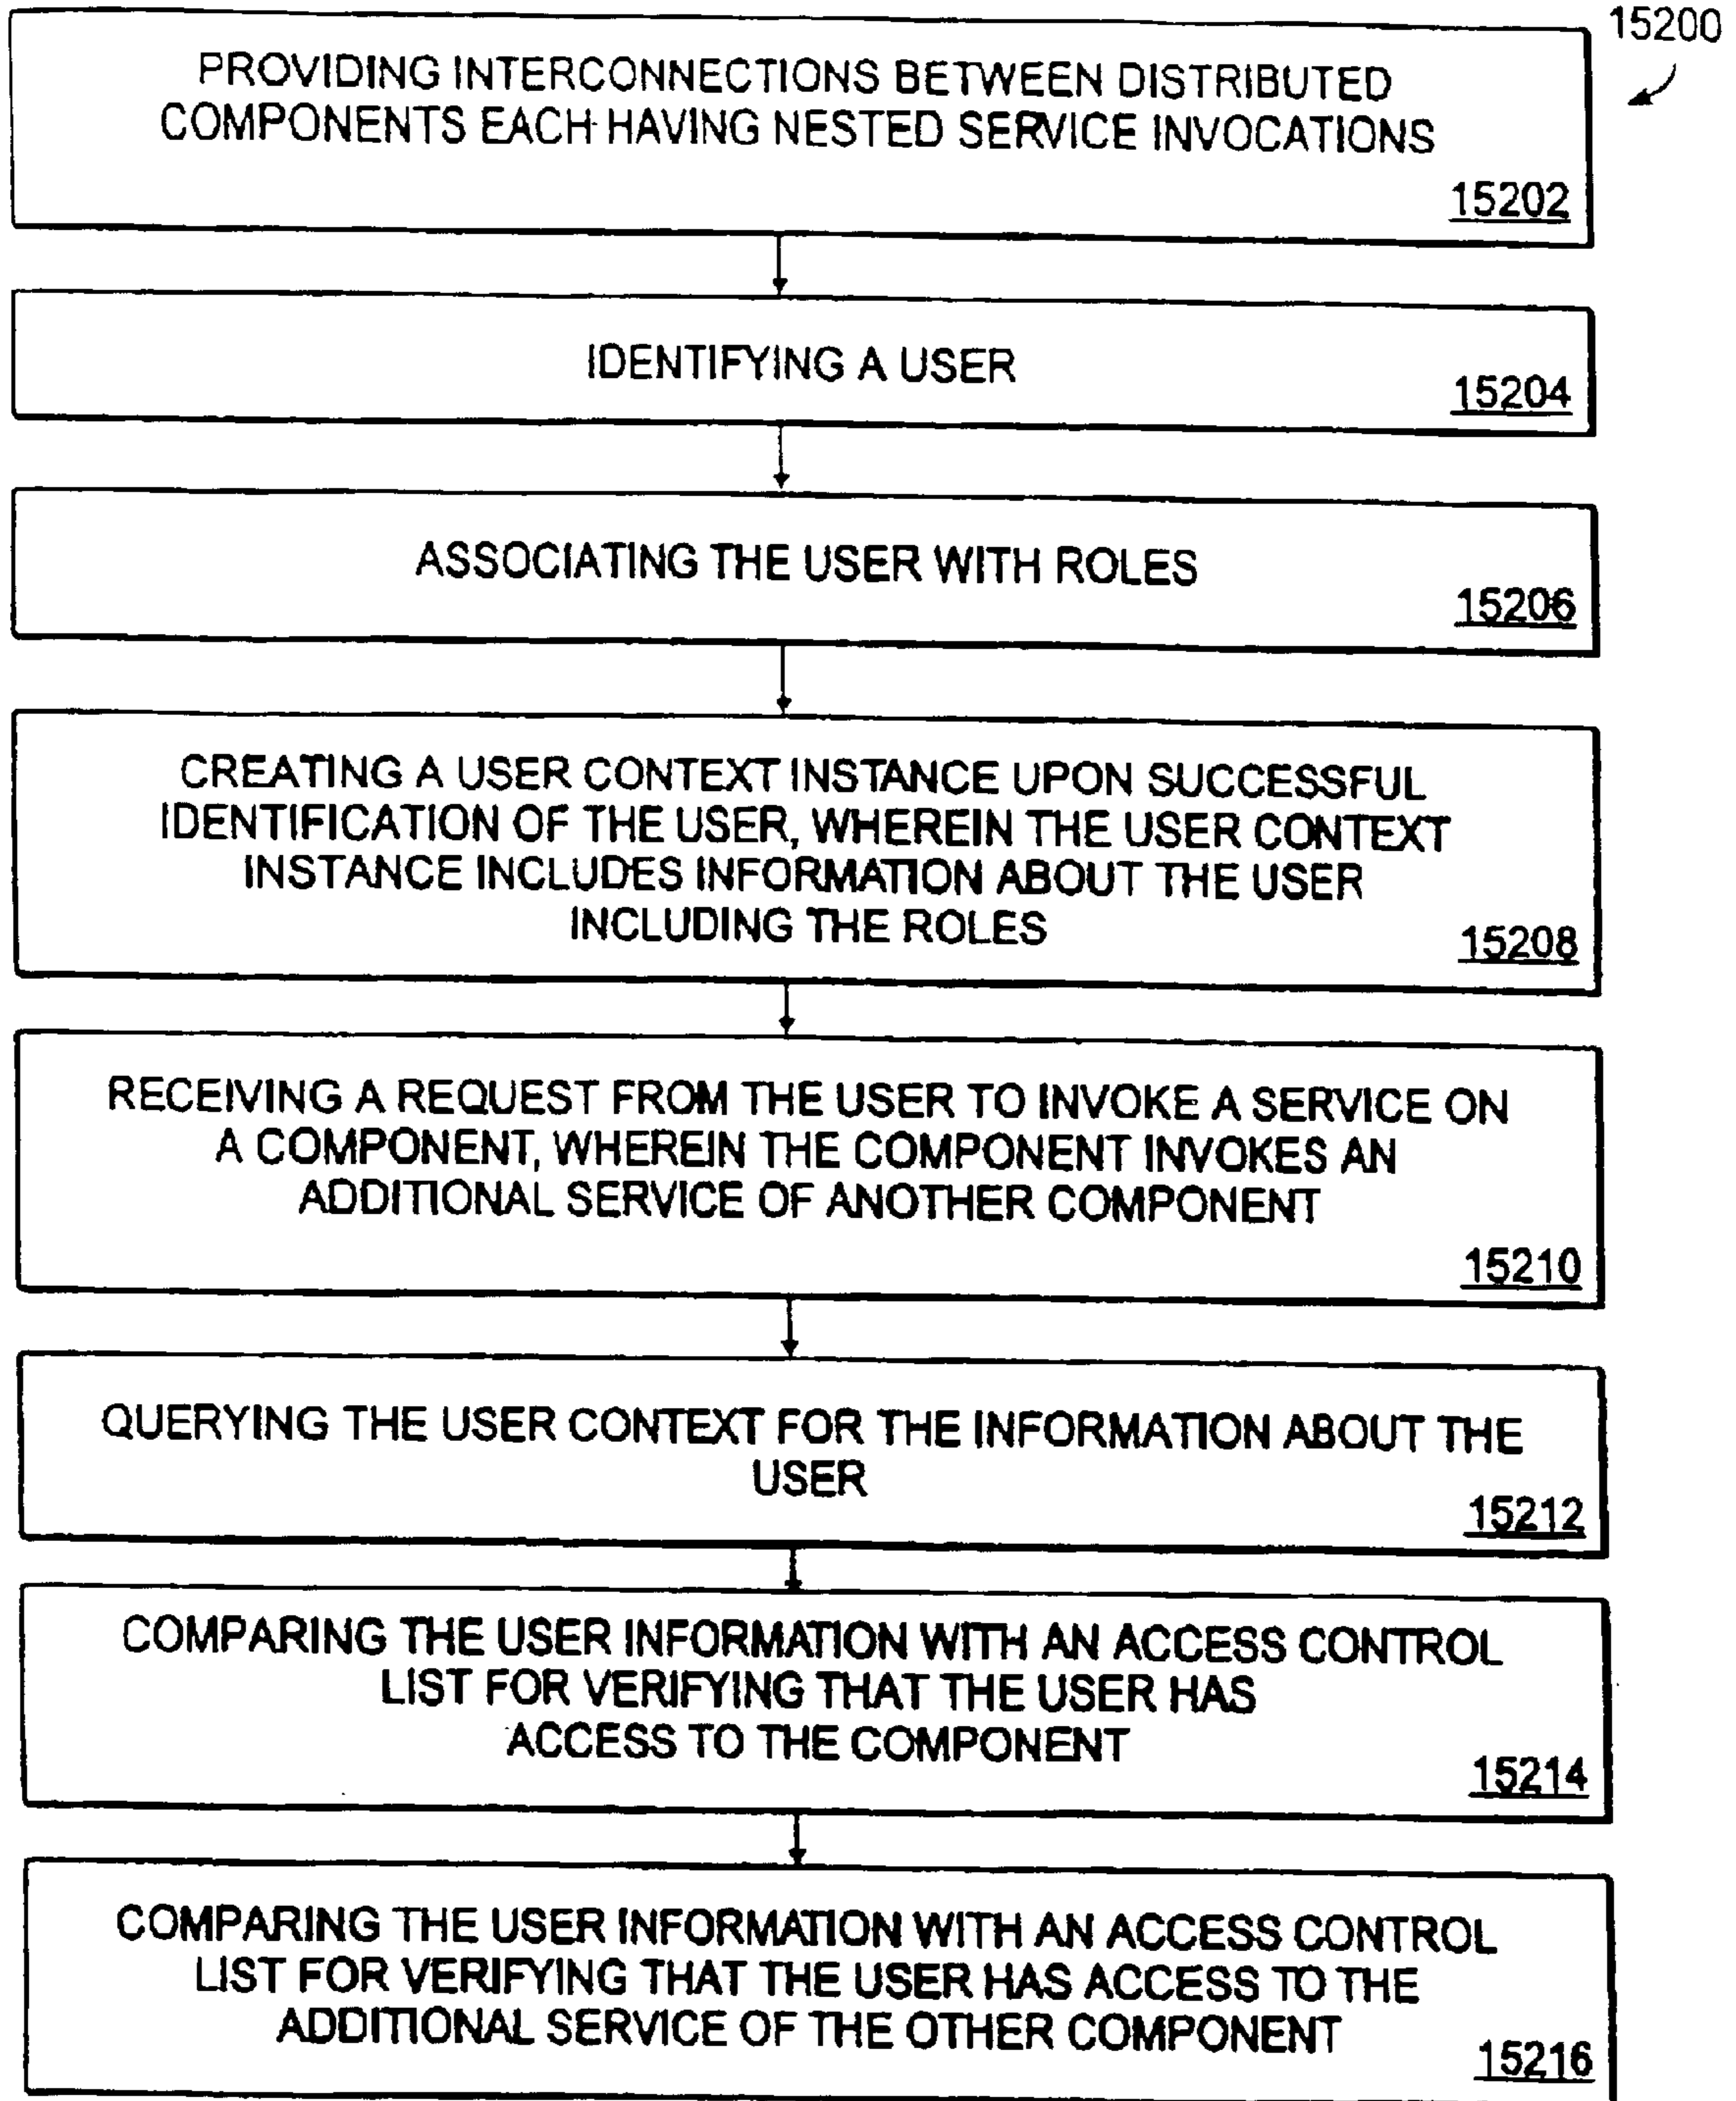 15200
PROVIDING INTERCONNECTIONS BETWEEN DISTRIBUTED
COMPONENTS EACH HAVING NESTED SERVICE INVOCATIONS
15202
IDENTIFYING A USER
15204
ASSOCIATING THE USER WITH ROLES
15206
CREATING A USER CONTEXT INSTANCE UPON SUCCESSFUL
IDENTIFICATION OF THE USER, WHEREIN THE USER CONTEXT
INSTANCE INCLUDES INFORMATION ABOUT THE USER
INCLUDING THE ROLES
15208
RECEIVING A REQUEST FROM THE USER TO INVOKE A SERVICE ON
A COMPONENT, WHEREIN THE COMPONENT INVOKES AN
ADDITIONAL SERVICE OF ANOTHER COMPONENT
15210
QUERYING THE USER CONTEXT FOR THE INFORMATION ABOUT THE
USER
15212
COMPARING THE USER INFORMATION WITH AN ACCESS CONTROL
LIST FOR VERIFYING THAT THE USER HAS
ACCESS TO THE COMPONENT
15214
COMPARING THE USER INFORMATION WITH AN ACCESS CONTROL
LIST FOR VERIFYING THAT THE USER HAS ACCESS TO THE
ADDITIONAL SERVICE OF THE OTHER COMPONENT
15216